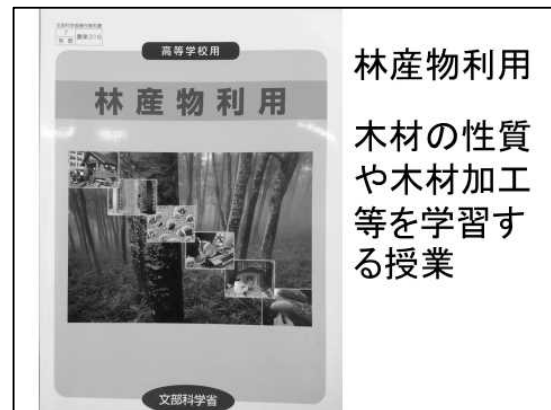 高等学校用
林産物利用
文部科学省
林産物利用
木材の性質
や木材加工
等を学習す
る授業